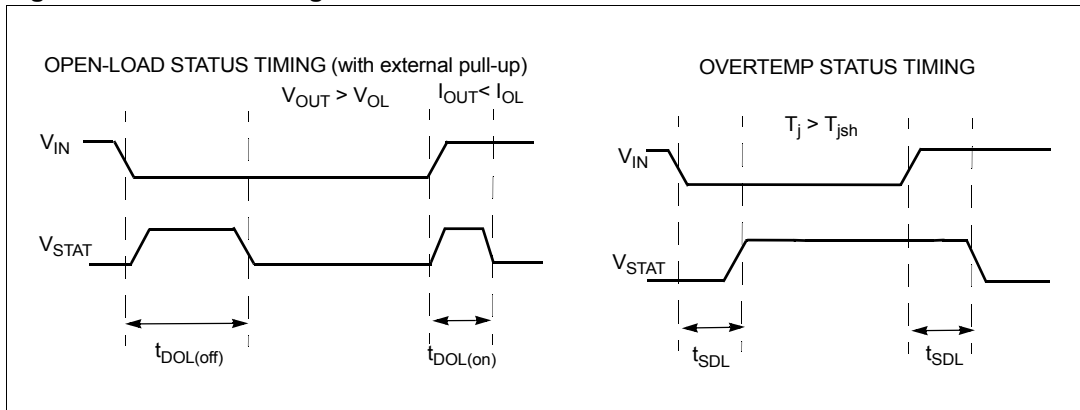 OPEN-LOAD STATUS TIMING (with external pull-up)
V_OUT > V_OL
I_OUT < I_OL
V_IN
V_STAT
t_DOL(off)
t_DOL(on)
OVERTEMP STATUS TIMING
T_j > T_jsh
V_IN
V_STAT
t_SDL
t_SDL